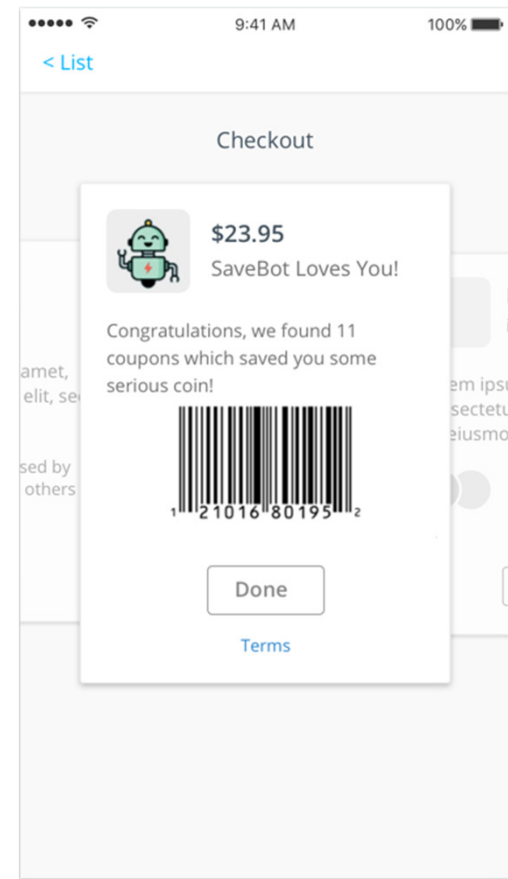 9:41 AM
100%
< List
Checkout
$23.95
SaveBot Loves You!
Congratulations, we found 11
coupons which saved you some
serious coin!
1 21016 80195 2
Done
Terms
amet,
elit, se
sed by
others
em ipsu
sectetu
eiusmo